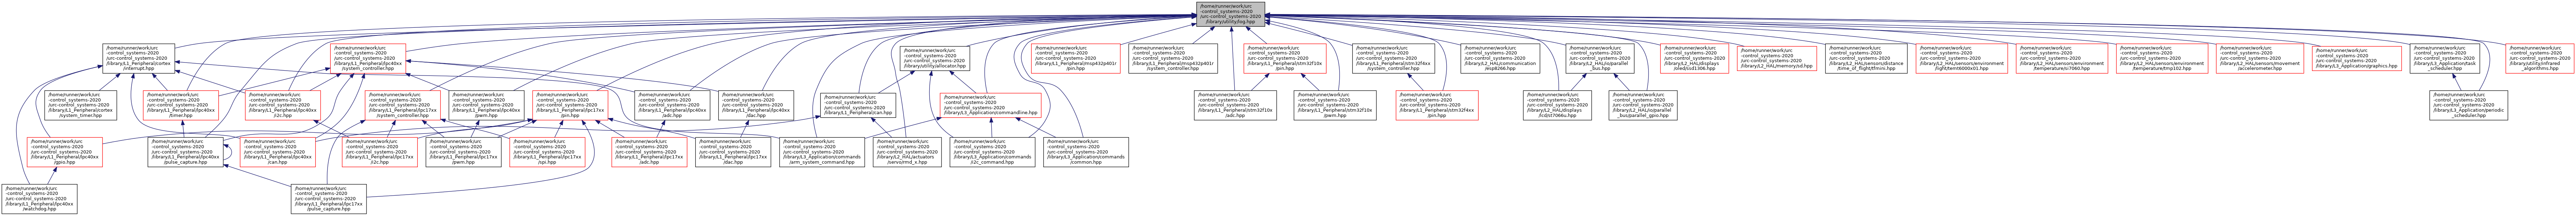 /home/runner/work/urc
-control_systems-2020
/urc-control_systems-2020
/library/utility/log.hpp
/home/runner/work/urc
-control_systems-2020
/urc-control_systems-2020
/library/L1_Peripheral/cortex
/interrupt.hpp
/home/runner/work/urc
-control_systems-2020
/urc-control_systems-2020
/library/L1_Peripheral/lpc40xx
/system_controller.hpp
/home/runner/work/urc
-control_systems-2020
/urc-control_systems-2020
/library/utility/allocator.hpp
/home/runner/work/urc
-control_systems-2020
/urc-control_systems-2020
/library/L1_Peripheral/msp432p401r
/pin.hpp
/home/runner/work/urc
-control_systems-2020
/urc-control_systems-2020
/library/L1_Peripheral/msp432p401r
/system_controller.hpp
/home/runner/work/urc
-control_systems-2020
/urc-control_systems-2020
/library/L1_Peripheral/stm32f10x
/pin.hpp
/home/runner/work/urc
-control_systems-2020
/urc-control_systems-2020
/library/L1_Peripheral/stm32f4xx
/system_controller.hpp
/home/runner/work/urc
-control_systems-2020
/urc-control_systems-2020
/library/L2_HAL/communication
/esp8266.hpp
/home/runner/work/urc
-control_systems-2020
/urc-control_systems-2020
/library/L2_HAL/io/parallel
_bus.hpp
/home/runner/work/urc
-control_systems-2020
/urc-control_systems-2020
/library/L2_HAL/displays
/oled/ssd1306.hpp
/home/runner/work/urc
-control_systems-2020
/urc-control_systems-2020
/library/L2_HAL/memory/sd.hpp
/home/runner/work/urc
-control_systems-2020
/urc-control_systems-2020
/library/L2_HAL/sensors/distance
/time_of_flight/tfmini.hpp
/home/runner/work/urc
-control_systems-2020
/urc-control_systems-2020
/library/L2_HAL/sensors/environment
/light/temt6000x01.hpp
/home/runner/work/urc
-control_systems-2020
/urc-control_systems-2020
/library/L2_HAL/sensors/environment
/temperature/si7060.hpp
/home/runner/work/urc
-control_systems-2020
/urc-control_systems-2020
/library/L2_HAL/sensors/environment
/temperature/tmp102.hpp
/home/runner/work/urc
-control_systems-2020
/urc-control_systems-2020
/library/L2_HAL/sensors/movement
/accelerometer.hpp
/home/runner/work/urc
-control_systems-2020
/urc-control_systems-2020
/library/L3_Application/graphics.hpp
/home/runner/work/urc
-control_systems-2020
/urc-control_systems-2020
/library/L3_Application/task
_scheduler.hpp
/home/runner/work/urc
-control_systems-2020
/urc-control_systems-2020
/library/utility/infrared
_algorithms.hpp
/home/runner/work/urc
-control_systems-2020
/urc-control_systems-2020
/library/L1_Peripheral/cortex
/system_timer.hpp
/home/runner/work/urc
-control_systems-2020
/urc-control_systems-2020
/library/L1_Peripheral/lpc40xx
/timer.hpp
/home/runner/work/urc
-control_systems-2020
/urc-control_systems-2020
/library/L1_Peripheral/lpc40xx
/i2c.hpp
/home/runner/work/urc
-control_systems-2020
/urc-control_systems-2020
/library/L1_Peripheral/lpc17xx
/system_controller.hpp
/home/runner/work/urc
-control_systems-2020
/urc-control_systems-2020
/library/L1_Peripheral/lpc40xx
/pwm.hpp
/home/runner/work/urc
-control_systems-2020
/urc-control_systems-2020
/library/L1_Peripheral/lpc17xx
/pin.hpp
/home/runner/work/urc
-control_systems-2020
/urc-control_systems-2020
/library/L1_Peripheral/lpc40xx
/adc.hpp
/home/runner/work/urc
-control_systems-2020
/urc-control_systems-2020
/library/L1_Peripheral/lpc40xx
/dac.hpp
/home/runner/work/urc
-control_systems-2020
/urc-control_systems-2020
/library/L1_Peripheral/can.hpp
/home/runner/work/urc
-control_systems-2020
/urc-control_systems-2020
/library/L3_Application/commandline.hpp
/home/runner/work/urc
-control_systems-2020
/urc-control_systems-2020
/library/L1_Peripheral/stm32f10x
/adc.hpp
/home/runner/work/urc
-control_systems-2020
/urc-control_systems-2020
/library/L1_Peripheral/stm32f10x
/pwm.hpp
/home/runner/work/urc
-control_systems-2020
/urc-control_systems-2020
/library/L1_Peripheral/stm32f4xx
/pin.hpp
/home/runner/work/urc
-control_systems-2020
/urc-control_systems-2020
/library/L2_HAL/displays
/lcd/st7066u.hpp
/home/runner/work/urc
-control_systems-2020
/urc-control_systems-2020
/library/L2_HAL/io/parallel
_bus/parallel_gpio.hpp
/home/runner/work/urc
-control_systems-2020
/urc-control_systems-2020
/library/L3_Application/periodic
_scheduler.hpp
/home/runner/work/urc
-control_systems-2020
/urc-control_systems-2020
/library/L1_Peripheral/lpc40xx
/gpio.hpp
/home/runner/work/urc
-control_systems-2020
/urc-control_systems-2020
/library/L1_Peripheral/lpc40xx
/pulse_capture.hpp
/home/runner/work/urc
-control_systems-2020
/urc-control_systems-2020
/library/L1_Peripheral/lpc40xx
/can.hpp
/home/runner/work/urc
-control_systems-2020
/urc-control_systems-2020
/library/L1_Peripheral/lpc17xx
/i2c.hpp
/home/runner/work/urc
-control_systems-2020
/urc-control_systems-2020
/library/L1_Peripheral/lpc17xx
/pwm.hpp
/home/runner/work/urc
-control_systems-2020
/urc-control_systems-2020
/library/L1_Peripheral/lpc17xx
/spi.hpp
/home/runner/work/urc
-control_systems-2020
/urc-control_systems-2020
/library/L1_Peripheral/lpc17xx
/adc.hpp
/home/runner/work/urc
-control_systems-2020
/urc-control_systems-2020
/library/L1_Peripheral/lpc17xx
/dac.hpp
/home/runner/work/urc
-control_systems-2020
/urc-control_systems-2020
/library/L3_Application/commands
/arm_system_command.hpp
/home/runner/work/urc
-control_systems-2020
/urc-control_systems-2020
/library/L2_HAL/actuators
/servo/rmd_x.hpp
/home/runner/work/urc
-control_systems-2020
/urc-control_systems-2020
/library/L3_Application/commands
/i2c_command.hpp
/home/runner/work/urc
-control_systems-2020
/urc-control_systems-2020
/library/L3_Application/commands
/common.hpp
/home/runner/work/urc
-control_systems-2020
/urc-control_systems-2020
/library/L1_Peripheral/lpc40xx
/watchdog.hpp
/home/runner/work/urc
-control_systems-2020
/urc-control_systems-2020
/library/L1_Peripheral/lpc17xx
/pulse_capture.hpp